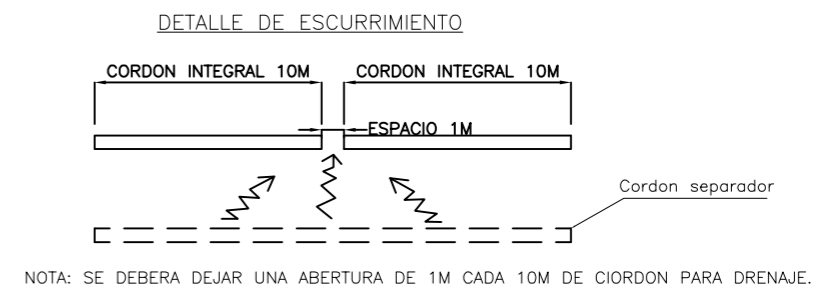 DETALLE DE ESCURRIMIENTO
CORDON INTEGRAL 10M
CORDON INTEGRAL 10M
ESPACIO 1M
Cordon separador
NOTA: SE DEBERA DEJAR UNA ABERTURA DE 1M CADA 10M DE CIORDON PARA DRENAJE.